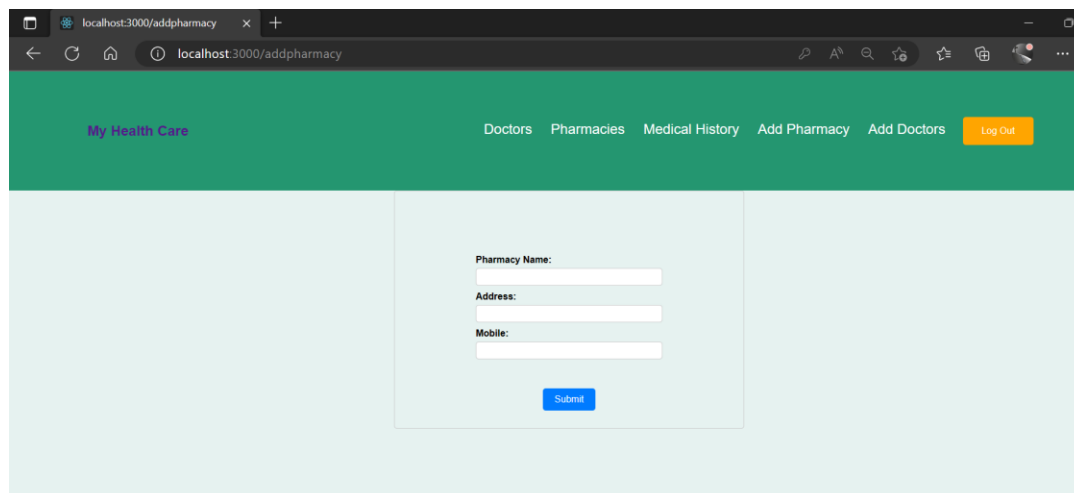 localhost:3000/addpharmacy
localhost:3000/addpharmacy
My Health Care Doctors Pharmacies Medical History Add Pharmacy Add Doctors Log Out
Pharmacy Name:
Address:
Mobile:
Submit